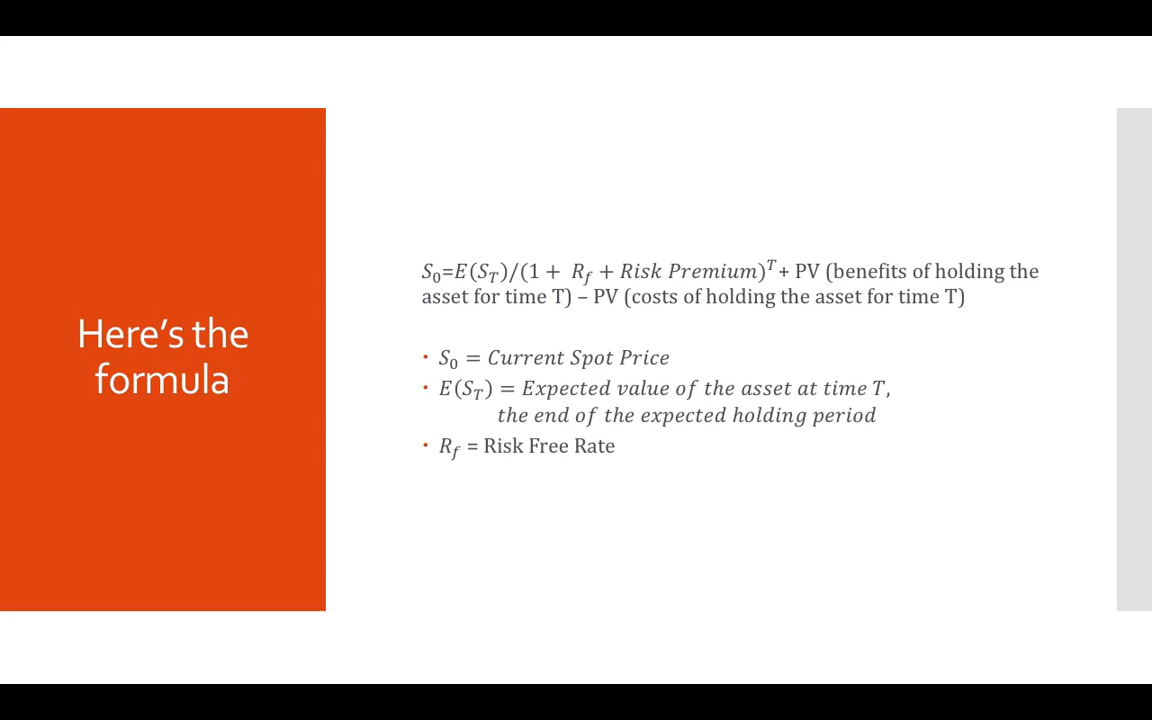 Here's the
formula
S₀=E(S_T)/(1 + R_f + Risk Premium)^T + PV (benefits of holding the
asset for time T) – PV (costs of holding the asset for time T)
• S₀ = Current Spot Price
• E(S_T) = Expected value of the asset at time T,
the end of the expected holding period
• R_f = Risk Free Rate